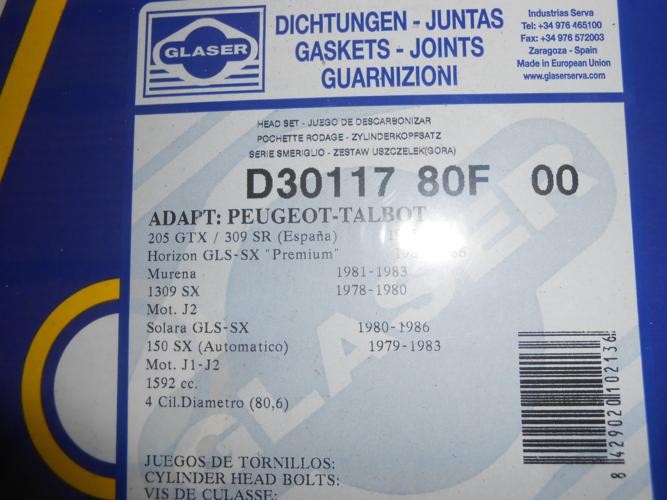 GLASER
DICHTUNGEN - JUNTAS
GASKETS - JOINTS
GUARNIZIONI
Industrias Serva
Tel: +34 976 465100
Fax: +34 976 572003
Zaragoza - Spain
Made in European Union
www.glaserserva.com
HEAD SET - JUEGO DE DESCARBONIZAR
POCHETTE RODAGE - ZYLINDERKOPFSATZ
SERIE SMERIGLIO - ZESTAW USZCZELEK(GORA)
D30117 80F 00
ADAPT: PEUGEOT-TALBOT
205 GTX / 309 SR (España)
Horizon GLS-SX "Premium"
Murena 1981-1983
1309 SX 1978-1980
Mot. J2
Solara GLS-SX 1980-1986
150 SX (Automatico) 1979-1983
Mot. J1-J2
1592 cc.
4 Cil.Diametro (80,6)
JUEGOS DE TORNILLOS:
CYLINDER HEAD BOLTS:
VIS DE CULASSE:
8 429020 102136
GLASER